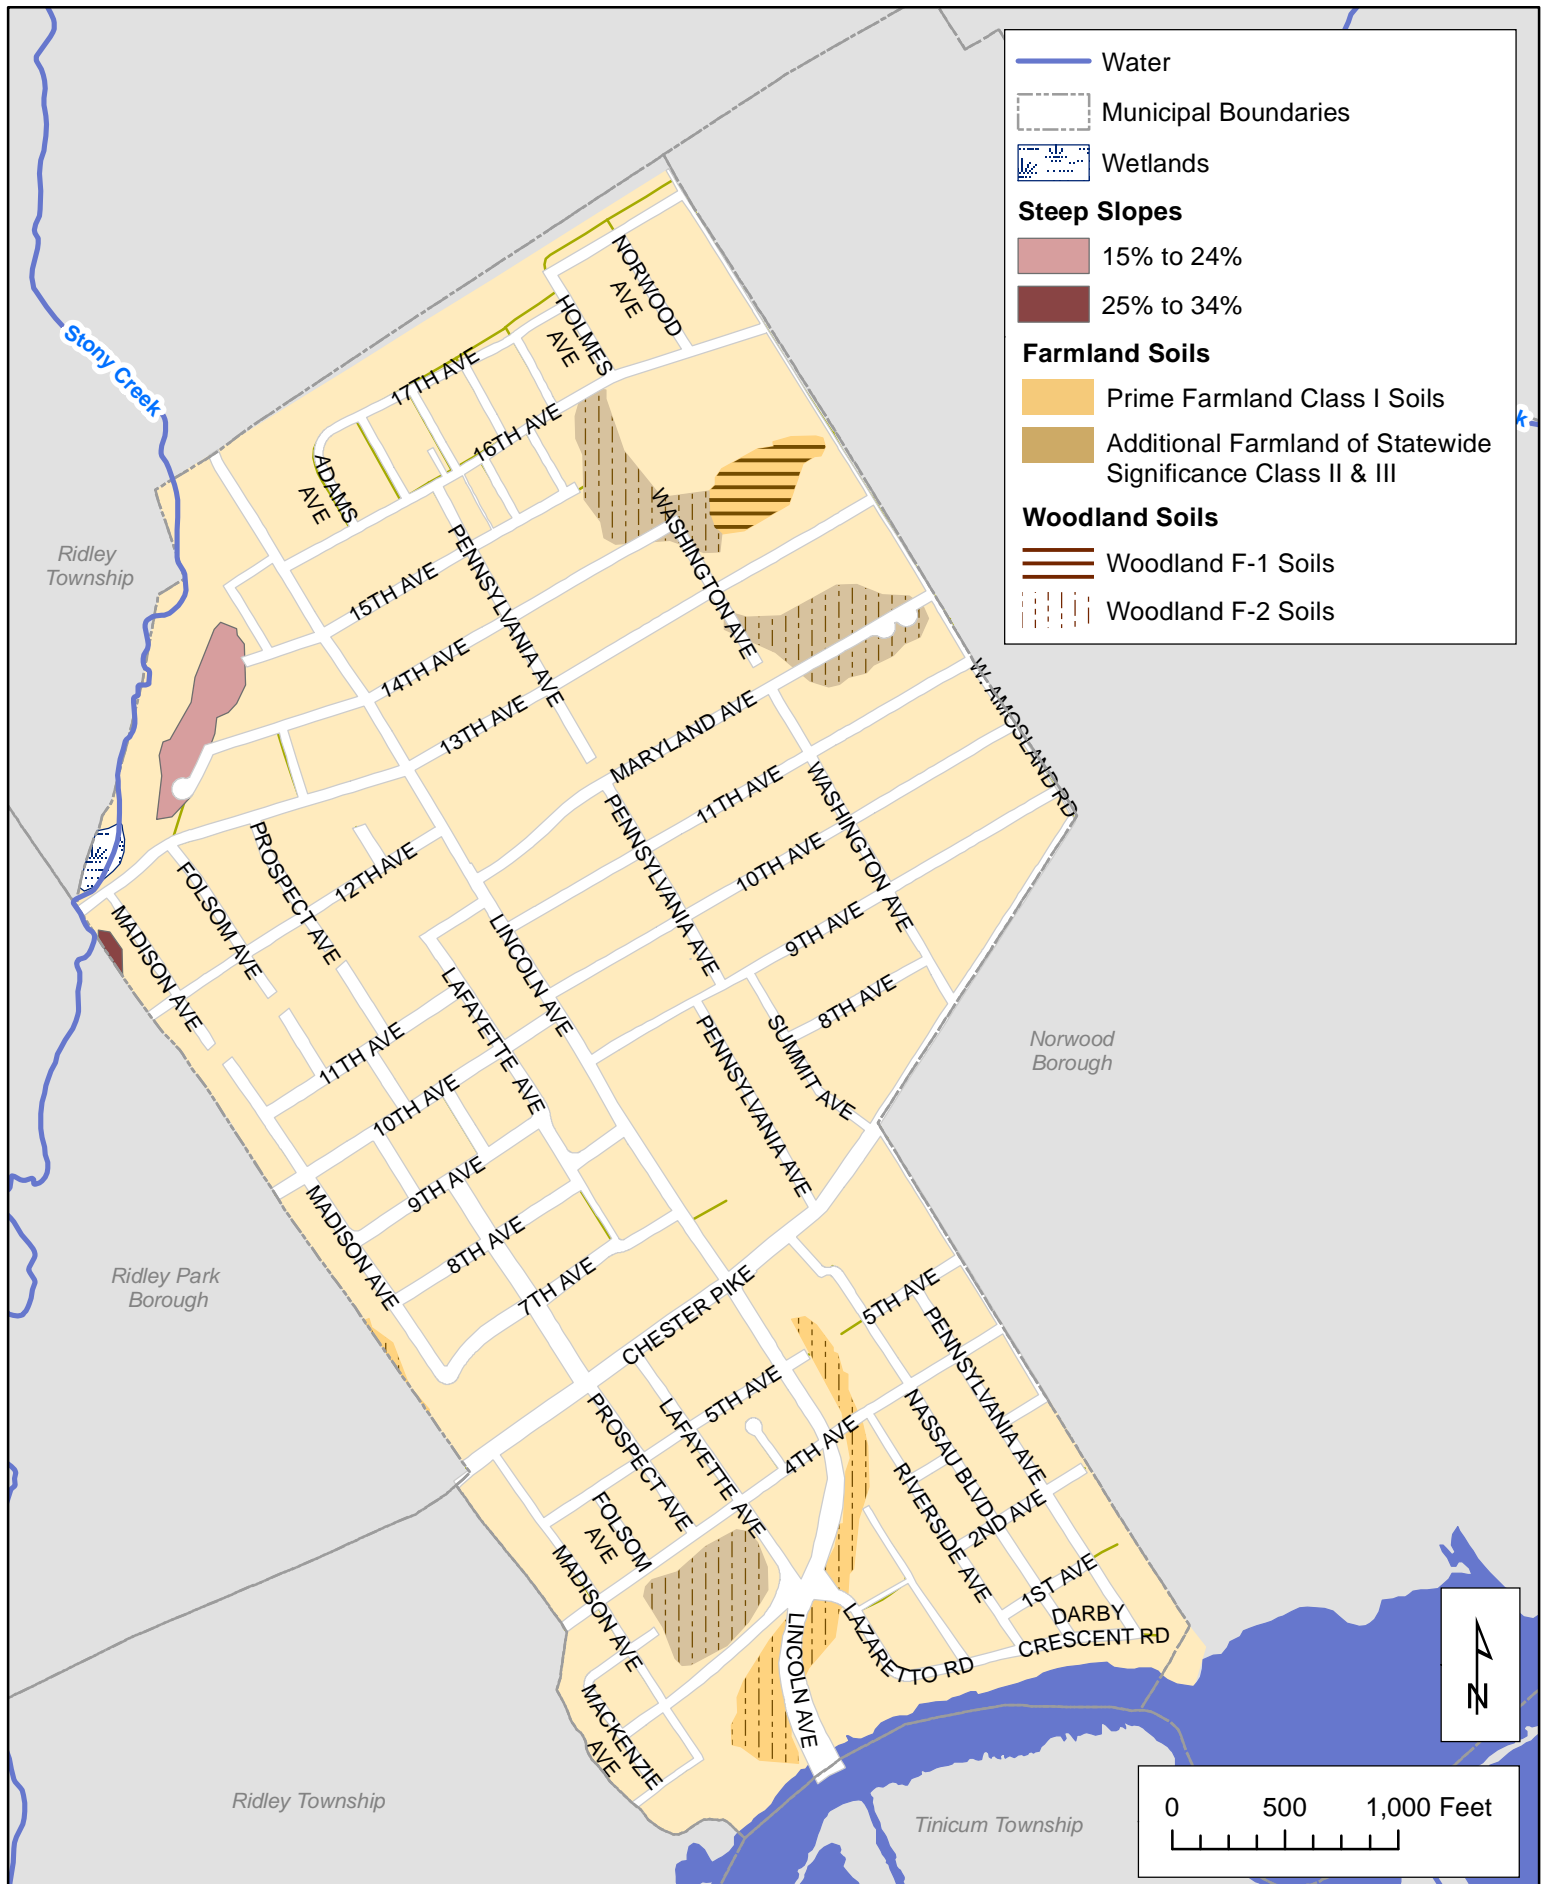 Water
Municipal Boundaries
Wetlands
Steep Slopes
15% to 24%
25% to 34%
Farmland Soils
Prime Farmland Class I Soils
Additional Farmland of Statewide
Significance Class II & III
Woodland Soils
Woodland F-1 Soils
Woodland F-2 Soils
Stony Creek
k
NORWOOD
AVE
HOLMES
AVE
17TH AVE
16TH AVE
ADAMS
AVE
Ridley
Township
15TH AVE
PENNSYLVANIA AVE
WASHINGTON AVE
14TH AVE
13TH AVE
MARYLAND AVE
W. AMOSLAND RD
11TH AVE
WASHINGTON AVE
PENNSYLVANIA AVE
10TH AVE
PROSPECT AVE
12TH AVE
FOLSOM AVE
MADISON AVE
LINCOLN AVE
9TH AVE
LAFAYETTE AVE
8TH AVE
SUMMIT AVE
PENNSYLVANIA AVE
11TH AVE
10TH AVE
Norwood
Borough
9TH AVE
MADISON AVE
8TH AVE
7TH AVE
Ridley Park
Borough
CHESTER PIKE
5TH AVE
PENNSYLVANIA AVE
5TH AVE
PROSPECT AVE
LAFAYETTE AVE
4TH AVE
NASSAU BLVD
RIVERSIDE AVE
2ND AVE
FOLSOM
AVE
MADISON AVE
1ST AVE
DARBY
CRESCENT RD
LAZARETTO RD
LINCOLN AVE
MACKENZIE
AVE
Ridley Township
Tinicum Township
N
0 500 1,000 Feet